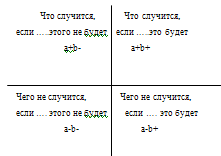 Что случится,
если ….этого не будет
a+b-
Что случится,
если ….это будет
a+b+
Чего не случится,
если …. этого не будет
a-b-
Чего не случится,
если …. это будет
a-b+